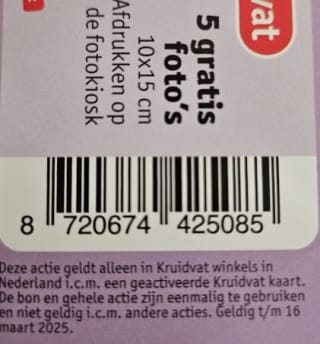 vat
5 gratis
foto's
10x15 cm
Afdrukken op
de fotokiosk
8 720674 425085
Deze actie geldt alleen in Kruidvat winkels in
Nederland i.c.m. een geactiveerde Kruidvat kaart.
De bon en gehele actie zijn eenmalig te gebruiken
en niet geldig i.c.m. andere acties. Geldig t/m 16
maart 2025.